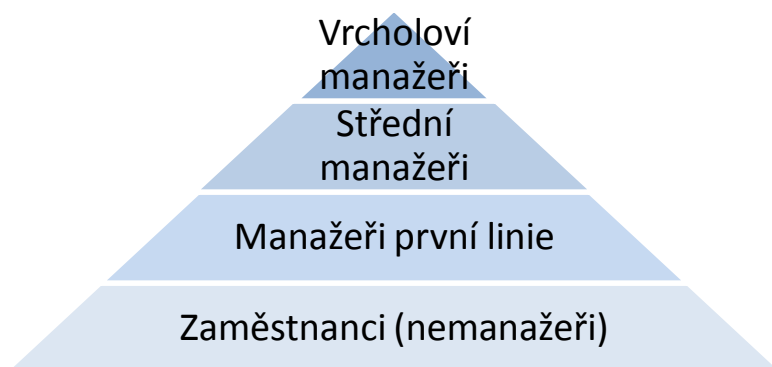 Vrcholoví
manažeři
Střední
manažeři
Manažeři první linie
Zaměstnanci (nemanažeři)